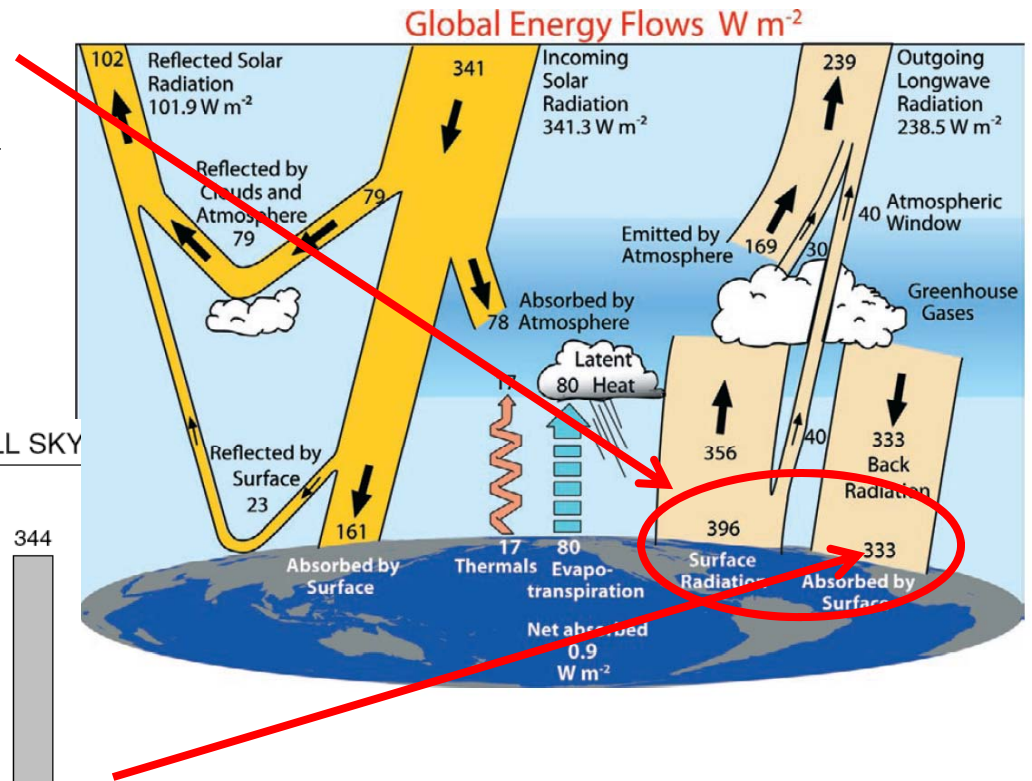 Global Energy Flows W m-2
102
Reflected Solar
Radiation
101.9 W m-2
341
Incoming
Solar
Radiation
341.3 W m-2
239
Outgoing
Longwave
Radiation
238.5 W m-2
Reflected by
Clouds and
Atmosphere
79
79
Emitted by
Atmosphere
169
30
40
Atmospheric
Window
Greenhouse
Gases
Absorbed by
78 Atmosphere
Latent
80 Heat
17
Reflected by
Surface
23
161
356
40
333
Back
Radiation
396
333
Absorbed by
Surface
17
Thermals
80
Evapo-
transpiration
Surface
Radiation
Absorbed by
Surface
Net absorbed
0.9
W m-2
LL SKY
344